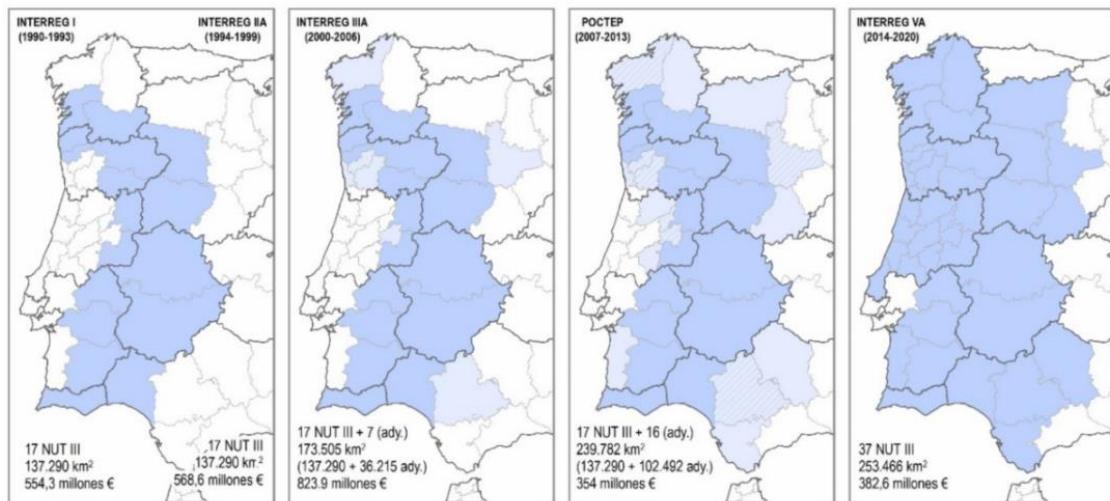 INTERREG I
(1990-1993)
INTERREG IIA
(1994-1999)
17 NUT III
137.290 km²
554,3 millones €
17 NUT III
137.290 km²
568,6 millones €
INTERREG IIIA
(2000-2006)
17 NUT III + 7 (ady.)
173.505 km²
(137.290 + 36.215 ady.)
823.9 millones €
POCTEP
(2007-2013)
17 NUT III + 16 (ady.)
239.782 km²
(137.290 + 102.492 ady.)
354 millones €
INTERREG VA
(2014-2020)
37 NUT III
253.466 km²
382,6 millones €